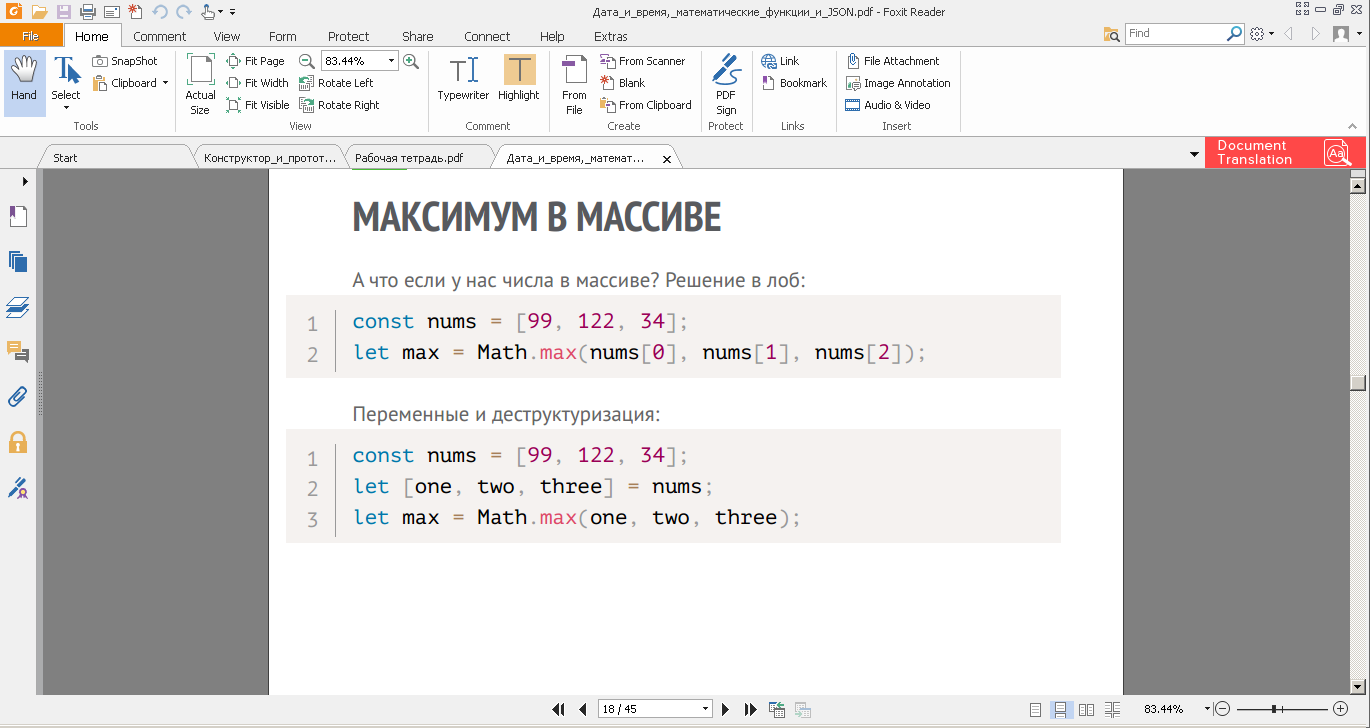 Дата_и_время,_математические_функции_и_JSON.pdf - Foxit Reader
File Home Comment View Form Protect Share Connect Help Extras Find
Hand
Select
SnapShot
Clipboard
Tools
Actual Size
Fit Page
Fit Width
Fit Visible
83.44%
Rotate Left
Rotate Right
View
Typewriter
Highlight
Comment
From File
From Scanner
Blank
From Clipboard
Create
PDF Sign
Protect
Link
Bookmark
Links
File Attachment
Image Annotation
Audio & Video
Insert
Start
Конструктор_и_протот...
Рабочая тетрадь.pdf
Дата_и_время,_математ...
Document
Translation
Aa
МАКСИМУМ В МАССИВЕ
А что если у нас числа в массиве? Решение в лоб:
1 const nums = [99, 122, 34];
2 let max = Math.max(nums[0], nums[1], nums[2]);
Переменные и деструктуризация:
1 const nums = [99, 122, 34];
2 let [one, two, three] = nums;
3 let max = Math.max(one, two, three);
18 / 45
83.44%